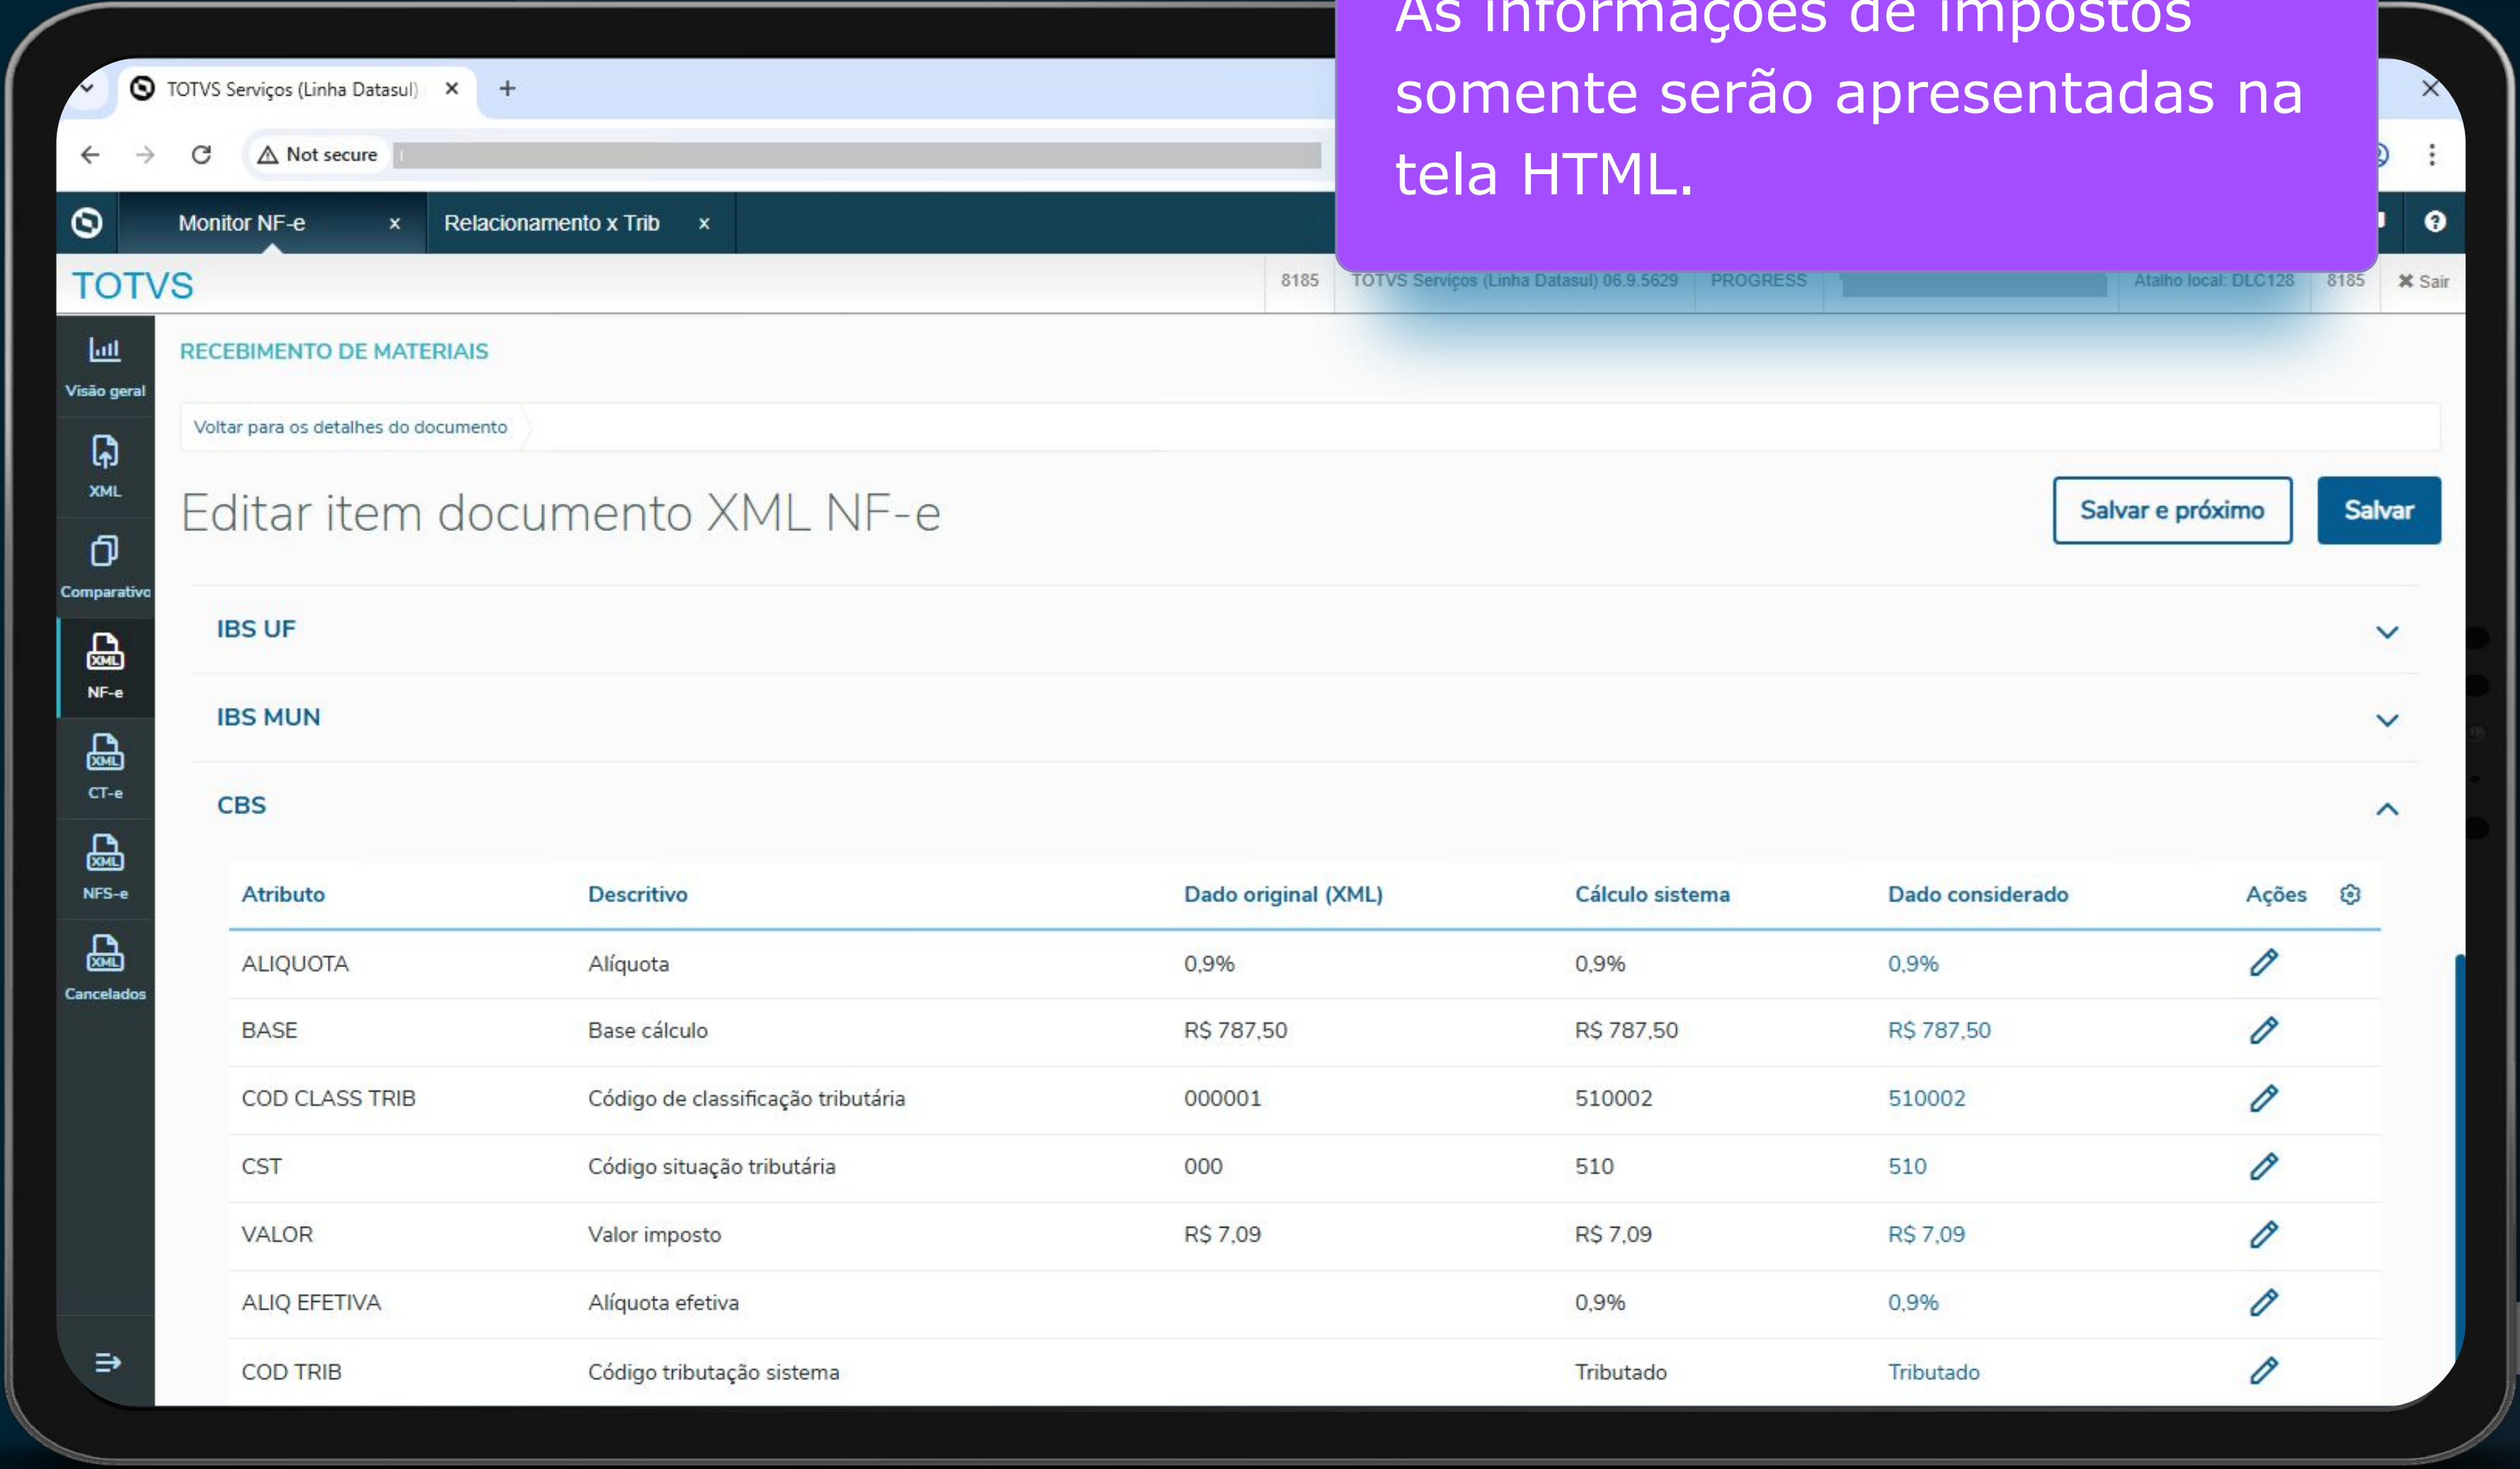 As informações de impostos
somente serão apresentadas na
tela HTML.
TOTVS Serviços (Linha Datasul)
Not secure
Monitor NF-e x Relacionamento x Trib x
TOTVS
8185 TOTVS Serviços (Linha Datasul) 06.9.5629 PROGRESS Atalho local: DLC128 8185 Sair
Visão geral
XML
Comparativo
XML
NF-e
XML
CT-e
XML
NFS-e
XML
Cancelados
RECEBIMENTO DE MATERIAIS
Voltar para os detalhes do documento
Editar item documento XML NF-e
Salvar e próximo Salvar
IBS UF
IBS MUN
CBS
Atributo Descritivo Dado original (XML) Cálculo sistema Dado considerado Ações
ALIQUOTA Alíquota 0,9% 0,9% 0,9%
BASE Base cálculo R$ 787,50 R$ 787,50 R$ 787,50
COD CLASS TRIB Código de classificação tributária 000001 510002 510002
CST Código situação tributária 000 510 510
VALOR Valor imposto R$ 7,09 R$ 7,09 R$ 7,09
ALIQ EFETIVA Alíquota efetiva 0,9% 0,9%
COD TRIB Código tributação sistema Tributado Tributado